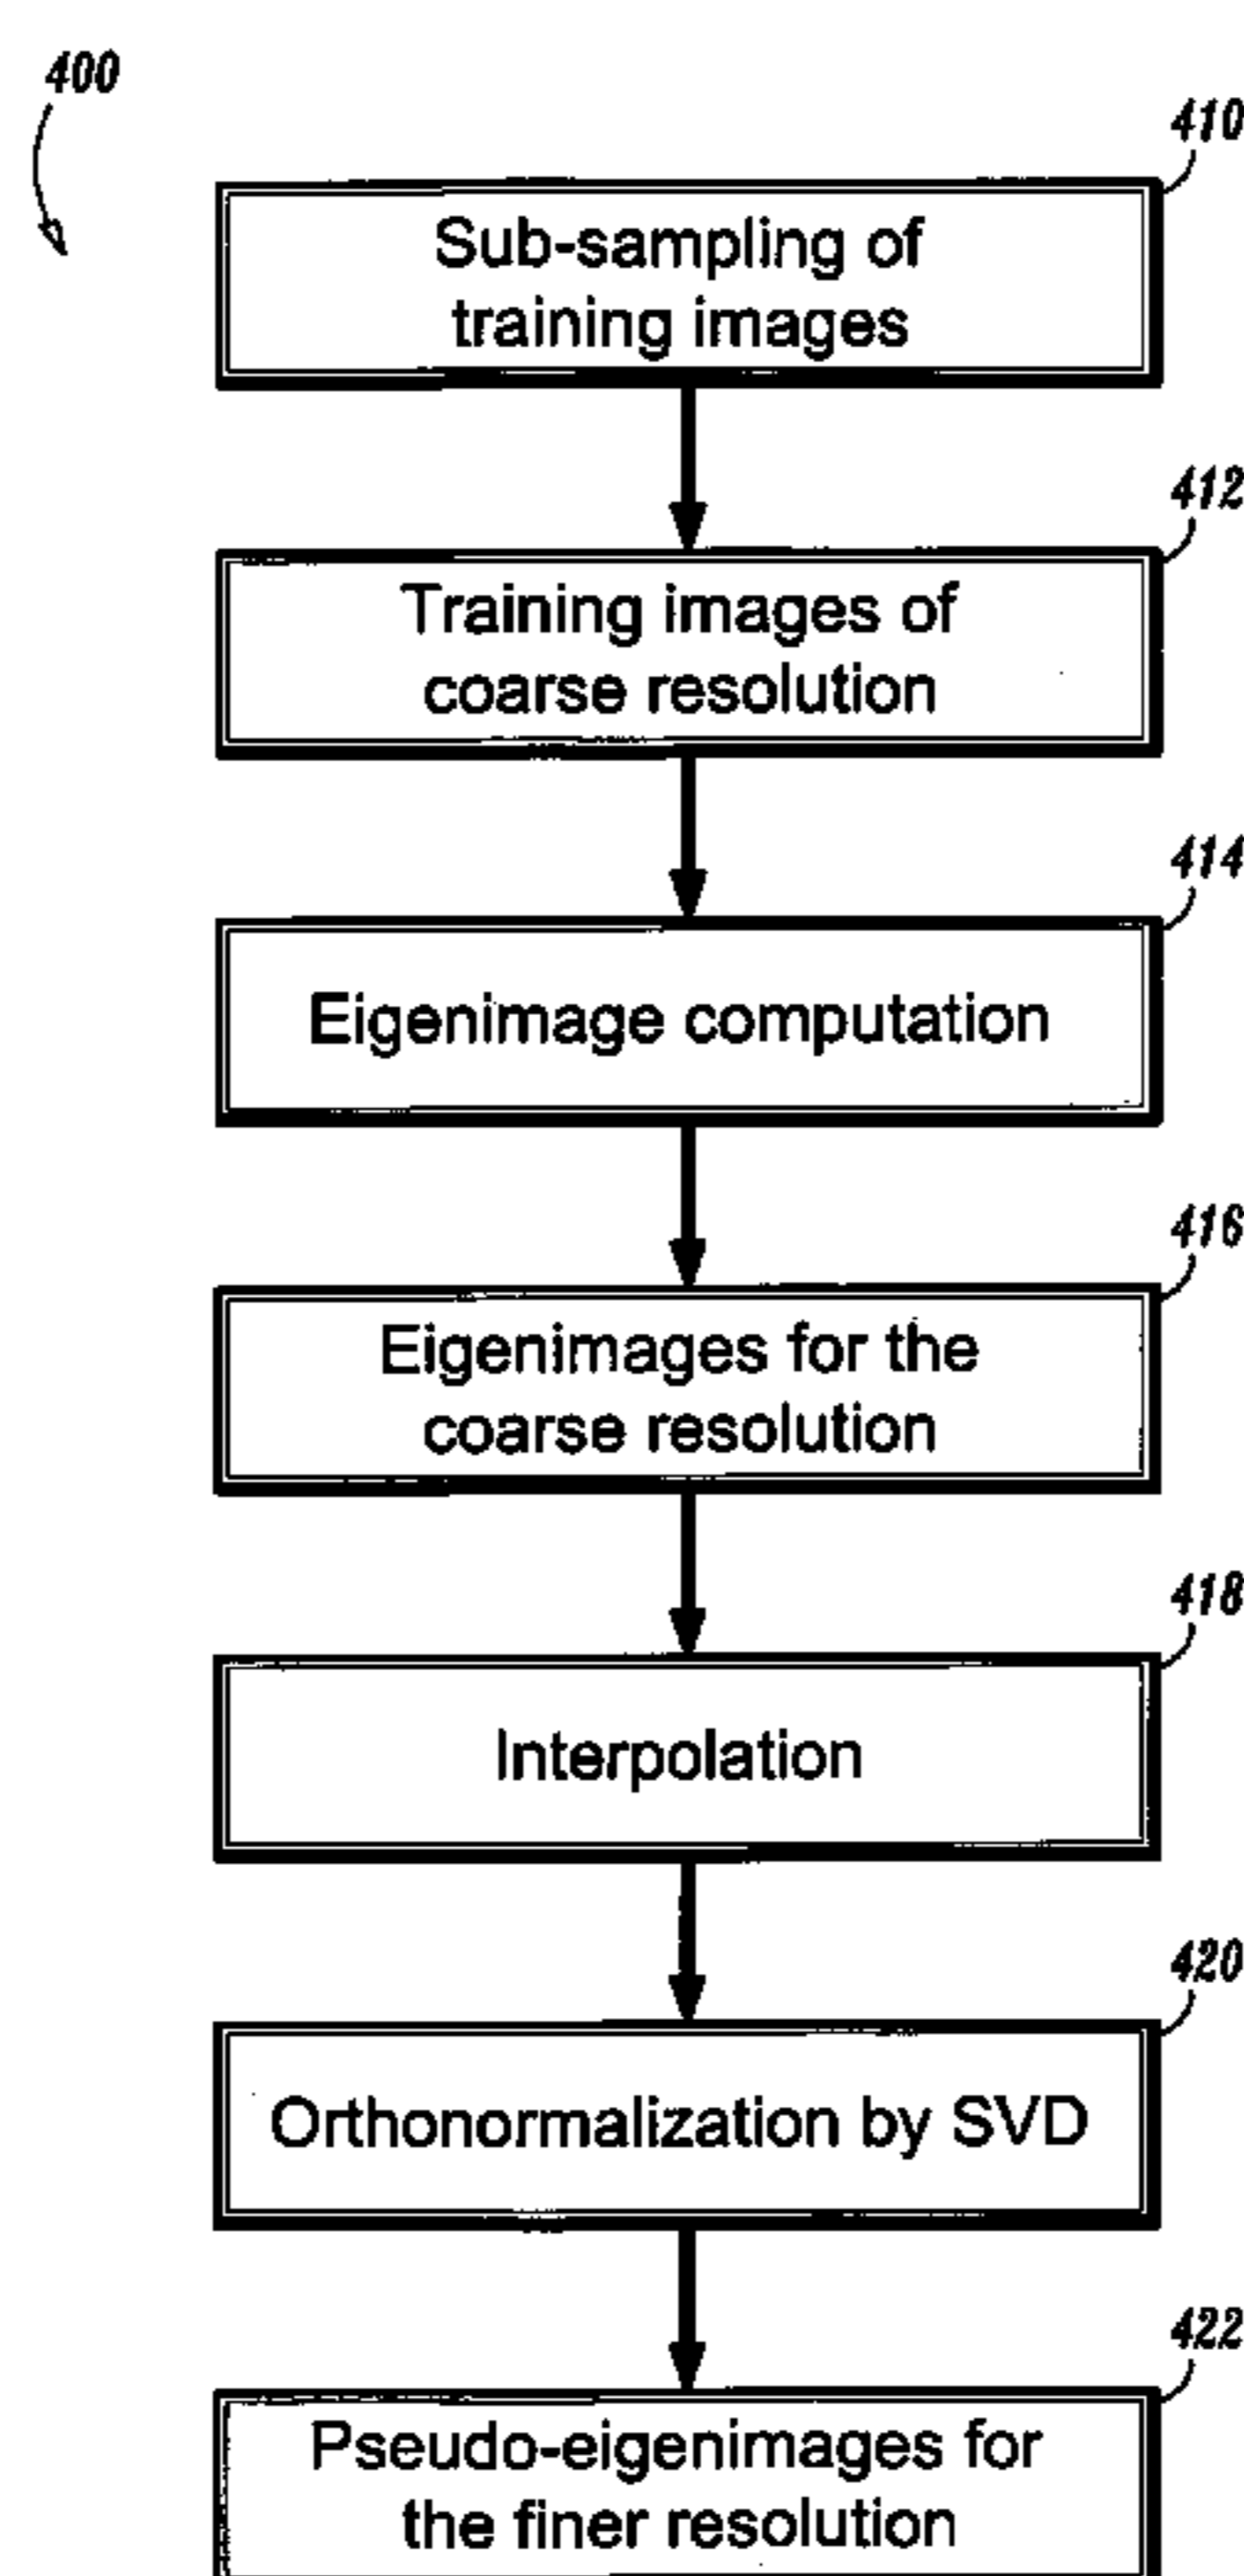 400
410
Sub-sampling of
training images
412
Training images of
coarse resolution
414
Eigenimage computation
416
Eigenimages for the
coarse resolution
418
Interpolation
420
Orthonormalization by SVD
422
Pseudo-eigenimages for
the finer resolution